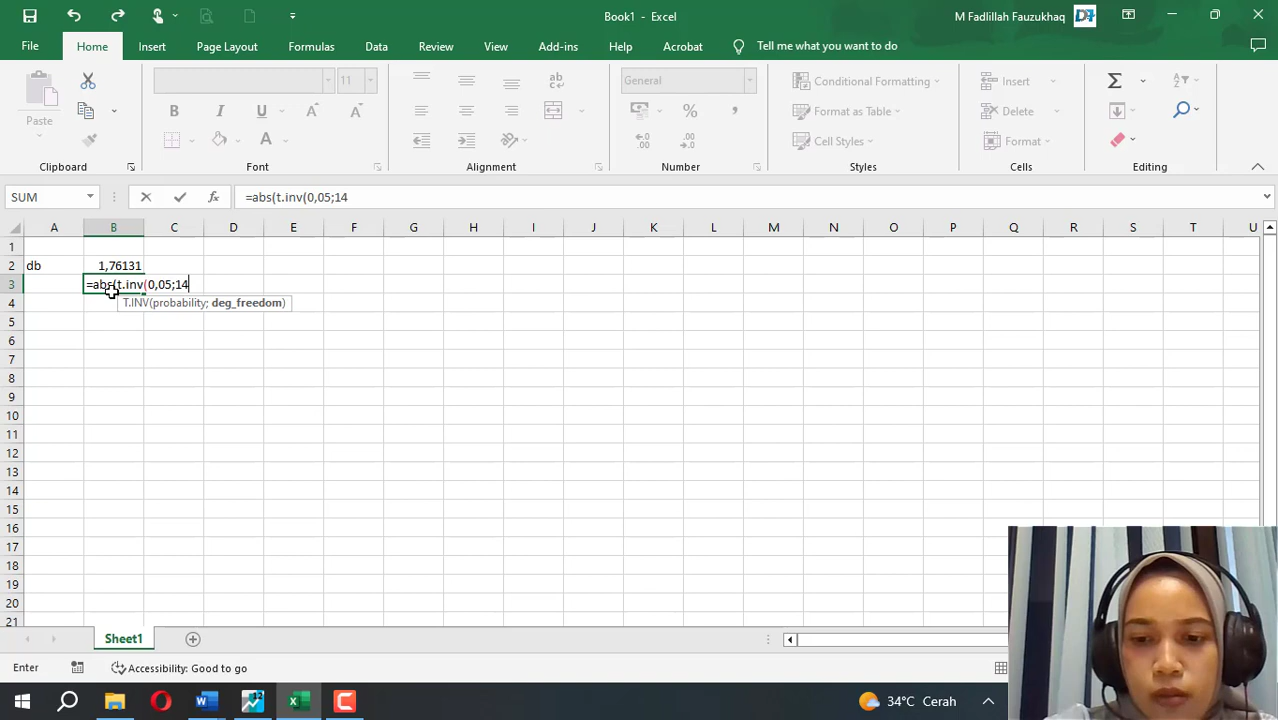 Book1 - Excel
M Fadlillah Fauzukhaq
File
Home
Insert
Page Layout
Formulas
Data
Review
View
Add-ins
Help
Acrobat
Tell me what you want to do
Paste
Clipboard
11
B I U A A
A
Font
ab
Alignment
General
%
Number
Conditional Formatting
Format as Table
Cell Styles
Styles
Insert
Delete
Format
Cells
Editing
SUM
fx
=abs(t.inv(0,05;14
A B C D E F G H I J K L M N O P Q R S T U
1
2 db 1,76131
3 =abs(t.inv(0,05;14
T.INV(probability; deg_freedom)
4
5
6
7
8
9
10
11
12
13
14
15
16
17
18
19
20
21
Sheet1
Enter
Accessibility: Good to go
34°C Cerah